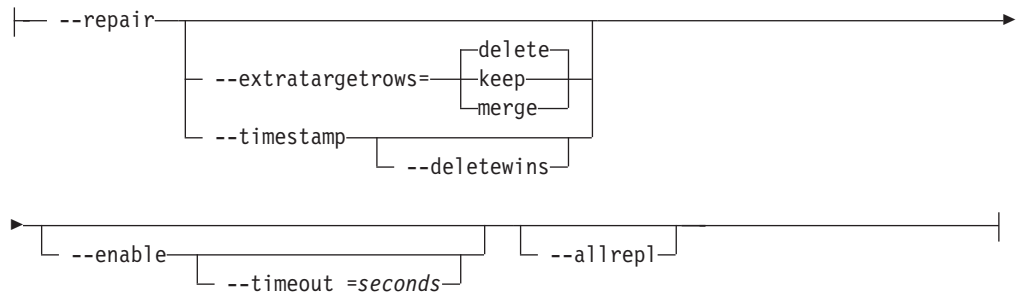 --repair
delete
--extratargetrows= keep
merge
--timestamp
--deletewins
--enable --allrepl
--timeout =seconds